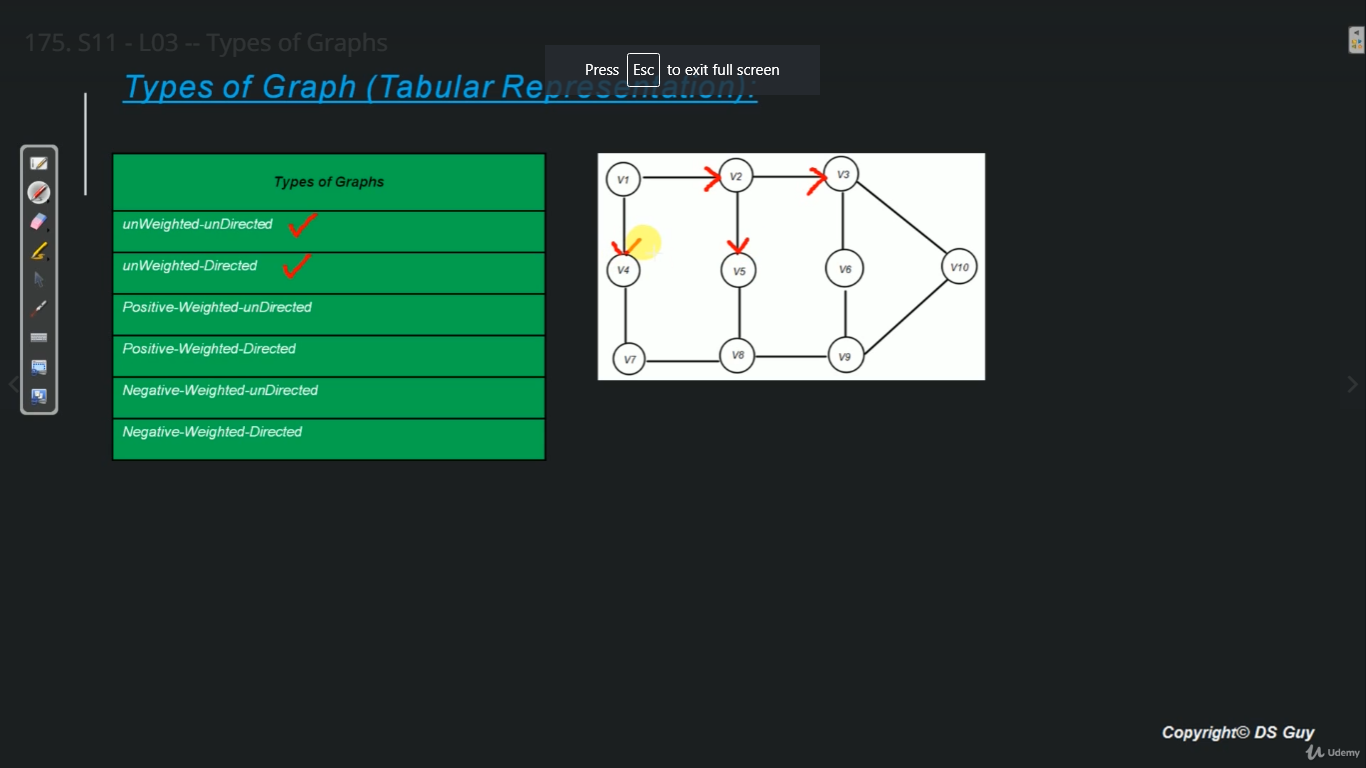 175. S11 - L03 -- Types of Graphs
Press Esc to exit full screen
Types of Graph (Tabular Representation):
Types of Graphs
unWeighted-unDirected
unWeighted-Directed
Positive-Weighted-unDirected
Positive-Weighted-Directed
Negative-Weighted-unDirected
Negative-Weighted-Directed
V1 V2 V3
V4 V5 V6 V10
V7 V8 V9
Copyright© DS Guy
Udemy